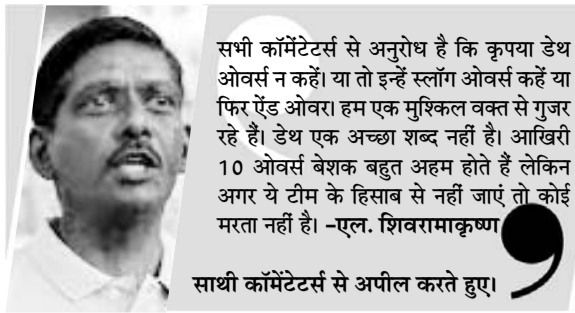 सभी कॉमेंटेटर्स से अनुरोध है कि कृपया डेथ
ओवर्स न कहें। या तो इन्हें स्लॉग ओवर्स कहें या
फिर ऐंड ओवर। हम एक मुश्किल वक्त से गुजर
रहे हैं। डेथ एक अच्छा शब्द नहीं है। आखिरी
10 ओवर्स बेशक बहुत अहम होते हैं लेकिन
अगर ये टीम के हिसाब से नहीं जाएं तो कोई
मरता नहीं है। –एल. शिवरामाकृष्ण
साथी कॉमेंटेटर्स से अपील करते हुए।